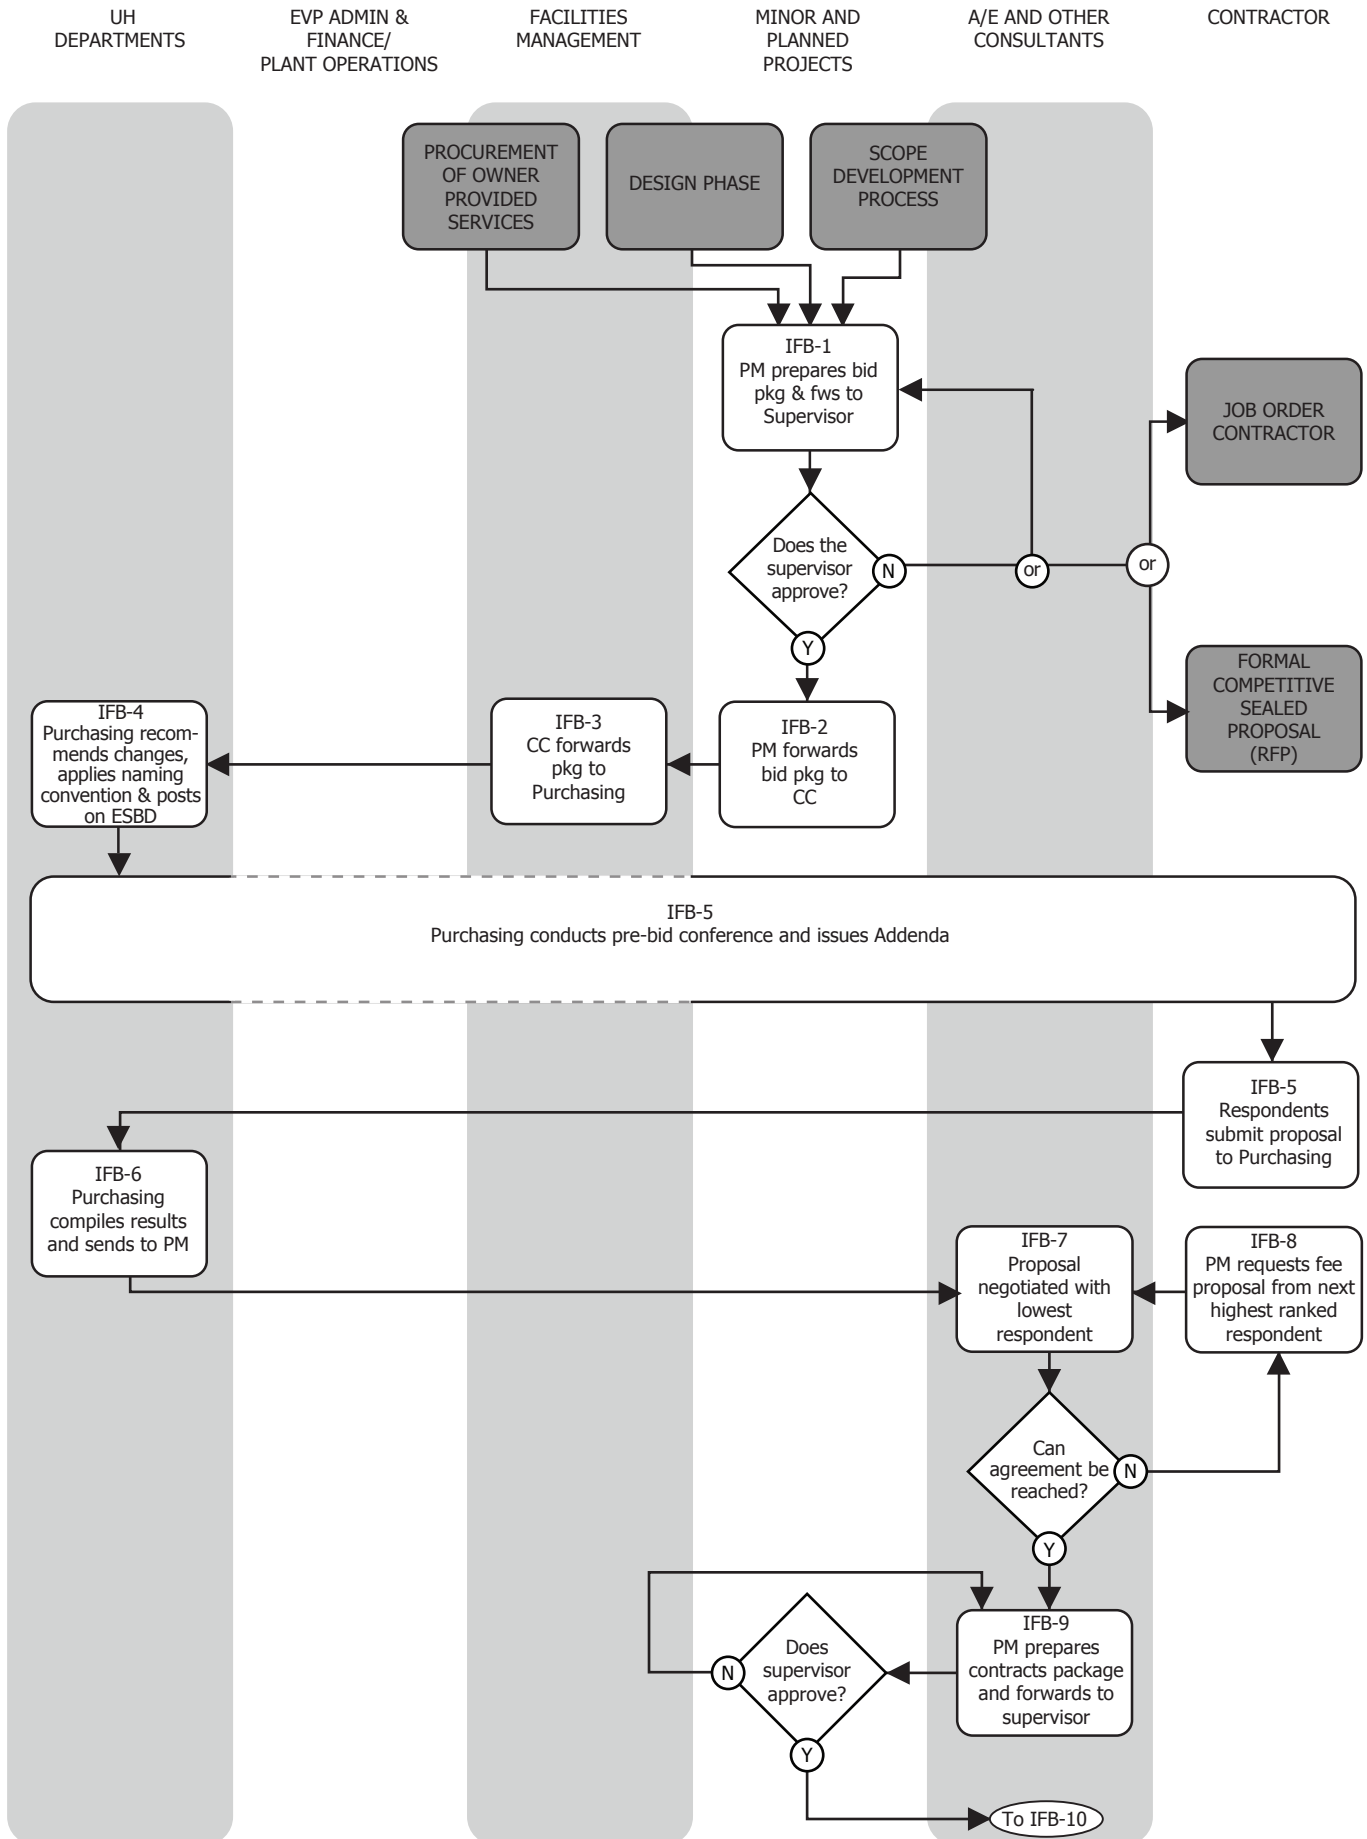 UH
DEPARTMENTS
EVP ADMIN &
FINANCE/
PLANT OPERATIONS
FACILITIES
MANAGEMENT
MINOR AND
PLANNED
PROJECTS
A/E AND OTHER
CONSULTANTS
CONTRACTOR
PROCUREMENT
OF OWNER
PROVIDED
SERVICES
DESIGN PHASE
SCOPE
DEVELOPMENT
PROCESS
IFB-1
PM prepares bid
pkg & fws to
Supervisor
JOB ORDER
CONTRACTOR
Does the
supervisor
approve?
N
or
or
Y
FORMAL
COMPETITIVE
SEALED
PROPOSAL
(RFP)
IFB-4
Purchasing recom-
mends changes,
applies naming
convention & posts
on ESBD
IFB-3
CC forwards
pkg to
Purchasing
IFB-2
PM forwards
bid pkg to
CC
IFB-5
Purchasing conducts pre-bid conference and issues Addenda
IFB-5
Respondents
submit proposal
to Purchasing
IFB-6
Purchasing
compiles results
and sends to PM
IFB-7
Proposal
negotiated with
lowest
respondent
IFB-8
PM requests fee
proposal from next
highest ranked
respondent
Can
agreement be
reached?
N
Y
IFB-9
PM prepares
contracts package
and forwards to
supervisor
Does
supervisor
approve?
N
Y
To IFB-10